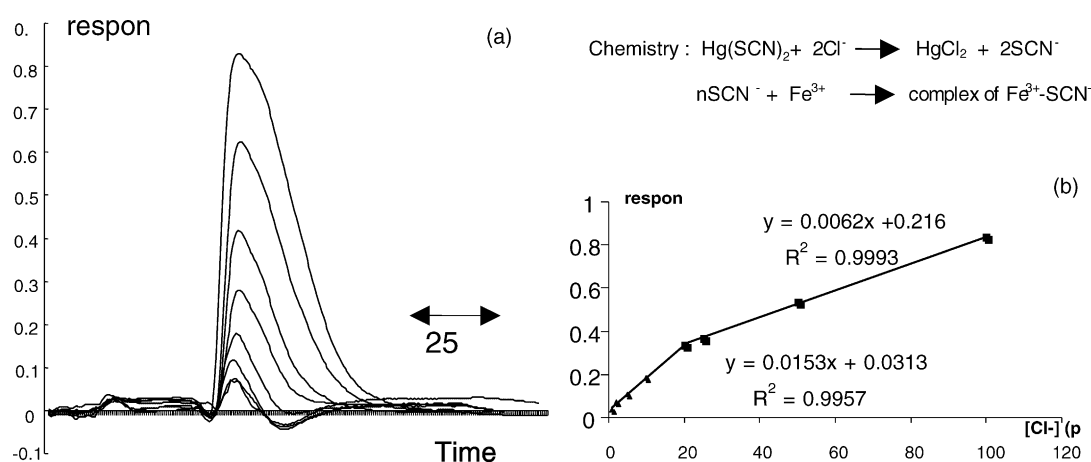 respon
(a)
0.
0.8
0.7
0.6
0.5
0.4
0.3
0.2
0.1
0
-0.1
25
Time
Chemistry : Hg(SCN)₂+ 2Cl⁻ → HgCl₂ + 2SCN⁻
nSCN ⁻ + Fe³⁺ → complex of Fe³⁺-SCN⁻
(b)
respon
1
0.8
0.6
0.4
0.2
0
y = 0.0062x +0.216
R² = 0.9993
y = 0.0153x + 0.0313
R² = 0.9957
[Cl-] (p
0 20 40 60 80 100 120